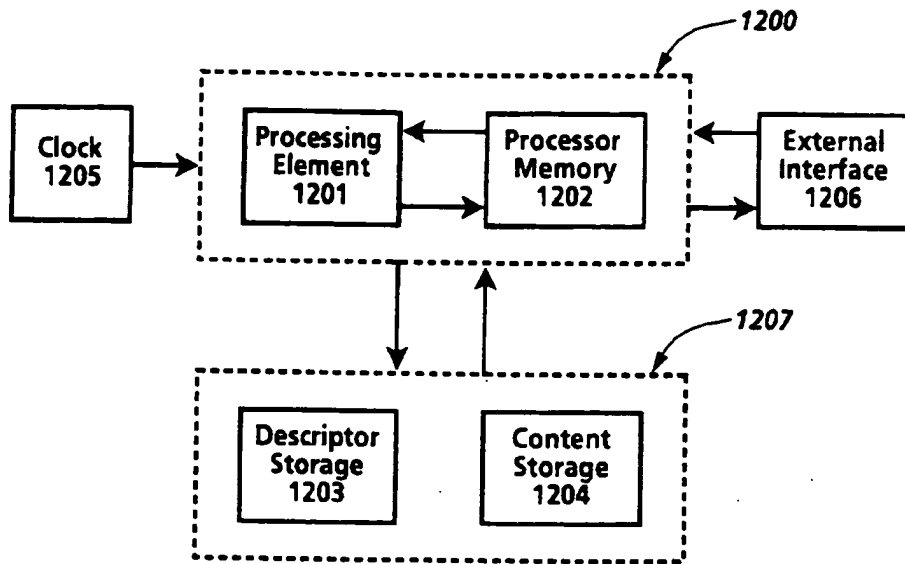 1200
Clock
1205
Processing
Element
1201
Processor
Memory
1202
External
Interface
1206
1207
Descriptor
Storage
1203
Content
Storage
1204